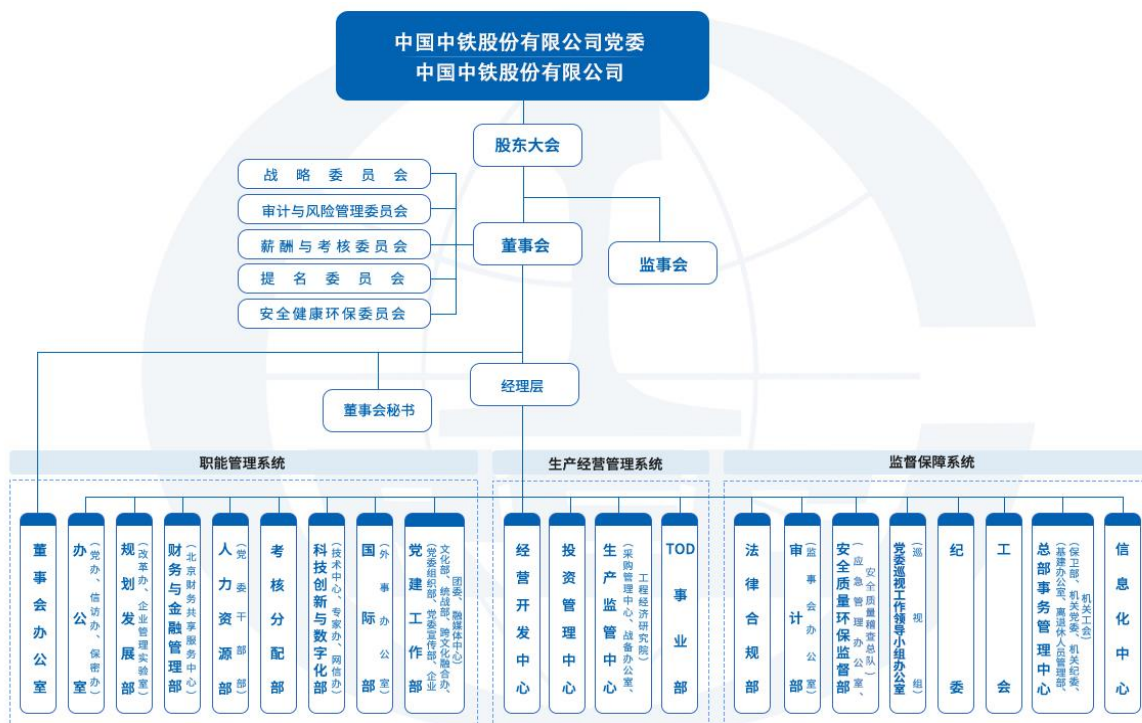 中国中铁股份有限公司党委
中国中铁股份有限公司
股东大会
战略委员会
审计与风险管理委员会
薪酬与考核委员会
提名委员会
安全健康环保委员会
董事会
监事会
经理层
董事会秘书
职能管理系统
生产经营管理系统
监督保障系统
董事会办公室
办公室
(党办、信访办、保密办)
规划发展部
(改革办、企业管理实验室)
财务与金融管理部
(北京财务共享服务中心)
人力资源部
(党委干部部)
考核分配部
科技创新与数字化部
(技术中心、专家办、网信办)
国际部
(外事办公室)
党建工作部
(党委组织部、党委宣传部、企业
文化部、统战部、跨文化融合办、
团委、融媒体中心)
经营开发中心
投资管理中心
生产监管中心
(采购管理中心、战备办公室、
工程经济研究院)
TOD事业部
法律合规部
审计部
(监事会办公室)
安全质量环保监督部
(应急管理办公室、
安全质量稽查总队)
党委巡视工作领导小组办公室
(巡视组)
纪委
工会
总部事务管理中心
(保卫部、机关党委、机关纪委、
基建办公室、离退休人员管理部、
机关工会)
信息化中心